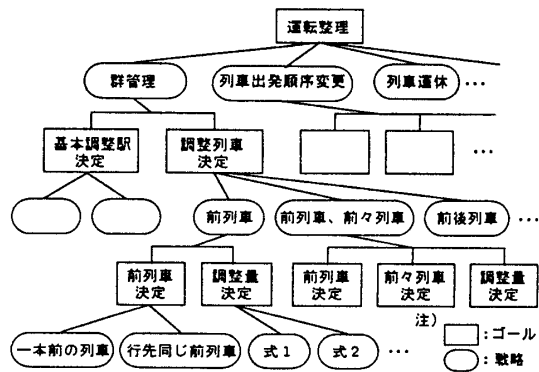 運転整理
群管理
列車出発順序変更
列車運休
…
基本調整駅
決定
調整列車
決定
…
前列車
前列車、前々列車
前後列車
…
前列車
決定
調整量
決定
前列車
決定
前々列車
決定
調整量
決定
注)
:ゴール
一本前の列車
行先同じ前列車
式1
式2
…
:戦略